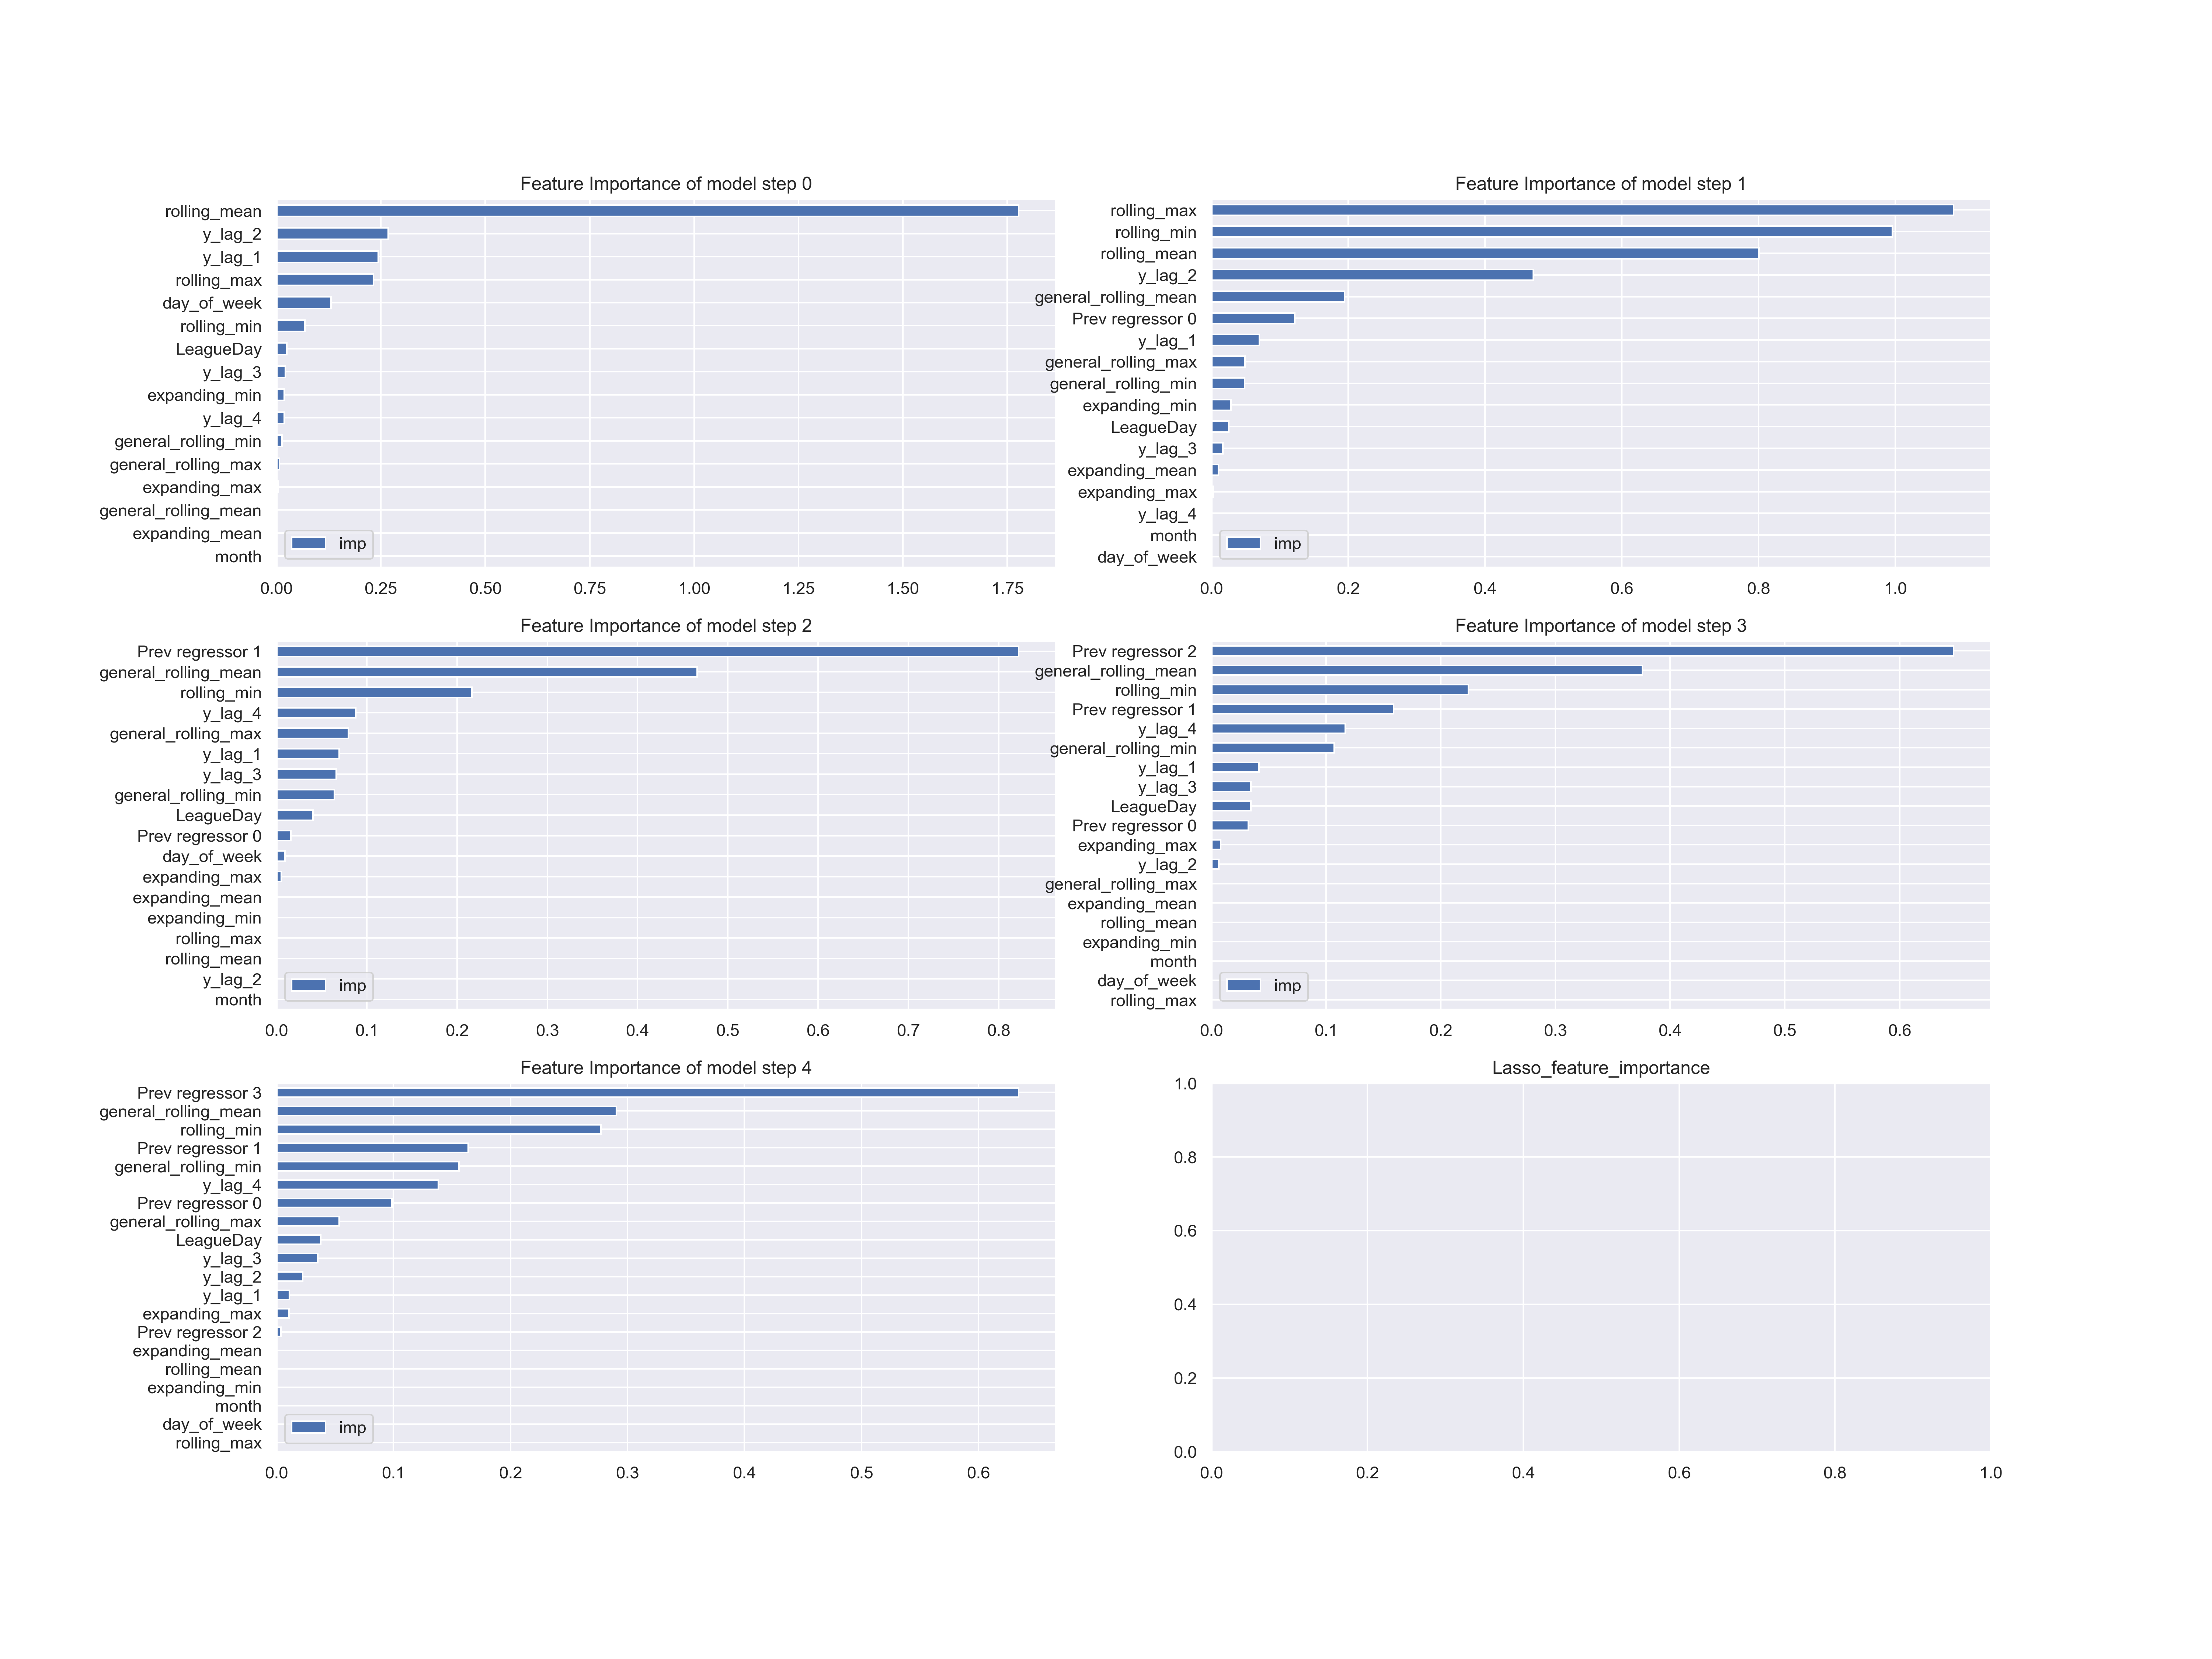 Feature Importance of model step 0
rolling_mean
y_lag_2
y_lag_1
rolling_max
day_of_week
rolling_min
LeagueDay
y_lag_3
expanding_min
y_lag_4
general_rolling_min
general_rolling_max
expanding_max
general_rolling_mean
expanding_mean
month
imp
0.00 0.25 0.50 0.75 1.00 1.25 1.50 1.75
Feature Importance of model step 1
rolling_max
rolling_min
rolling_mean
y_lag_2
general_rolling_mean
Prev regressor 0
y_lag_1
general_rolling_max
general_rolling_min
expanding_min
LeagueDay
y_lag_3
expanding_mean
expanding_max
y_lag_4
month
day_of_week
imp
0.0 0.2 0.4 0.6 0.8 1.0
Feature Importance of model step 2
Prev regressor 1
general_rolling_mean
rolling_min
y_lag_4
general_rolling_max
y_lag_1
y_lag_3
general_rolling_min
LeagueDay
Prev regressor 0
day_of_week
expanding_max
expanding_mean
expanding_min
rolling_max
rolling_mean
y_lag_2
month
imp
0.0 0.1 0.2 0.3 0.4 0.5 0.6 0.7 0.8
Feature Importance of model step 3
Prev regressor 2
general_rolling_mean
rolling_min
Prev regressor 1
y_lag_4
general_rolling_min
y_lag_1
y_lag_3
LeagueDay
Prev regressor 0
expanding_max
y_lag_2
general_rolling_max
expanding_mean
rolling_mean
expanding_min
month
day_of_week
rolling_max
imp
0.0 0.1 0.2 0.3 0.4 0.5 0.6
Feature Importance of model step 4
Prev regressor 3
general_rolling_mean
rolling_min
Prev regressor 1
general_rolling_min
y_lag_4
Prev regressor 0
general_rolling_max
LeagueDay
y_lag_3
y_lag_2
y_lag_1
expanding_max
Prev regressor 2
expanding_mean
rolling_mean
expanding_min
month
day_of_week
rolling_max
imp
0.0 0.1 0.2 0.3 0.4 0.5 0.6
Lasso_feature_importance
1.0
0.8
0.6
0.4
0.2
0.0
0.0 0.2 0.4 0.6 0.8 1.0